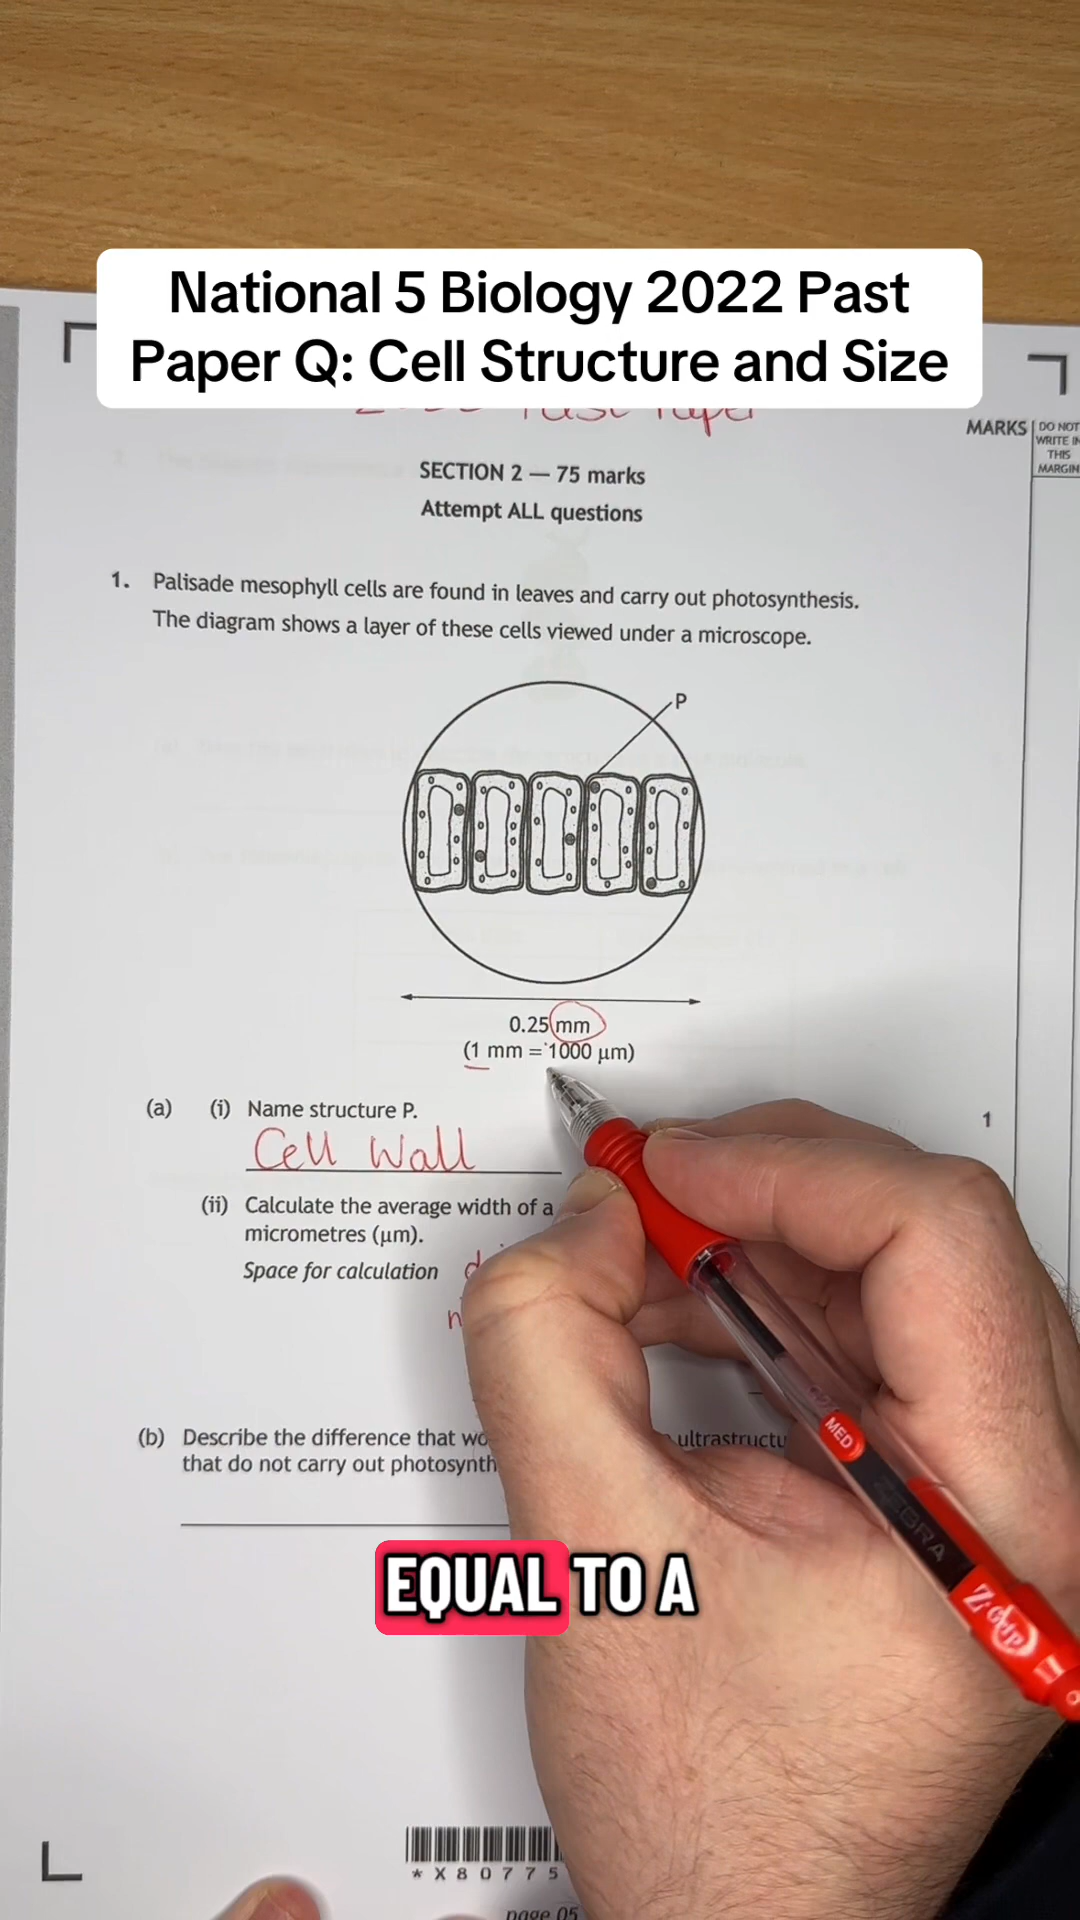 National 5 Biology 2022 Past
Paper Q: Cell Structure and Size
Past Paper
MARKS
DO NOT
WRITE IN
THIS
MARGIN
SECTION 2 — 75 marks
Attempt ALL questions
1. Palisade mesophyll cells are found in leaves and carry out photosynthesis.
The diagram shows a layer of these cells viewed under a microscope.
P
0.25 mm
(1 mm = 1000 µm)
(a) (i) Name structure P.
1
Cell Wall
(ii) Calculate the average width of a
micrometres (µm).
Space for calculation
(b) Describe the difference that ultrastructu
that do not carry out photosynth
EQUAL TO A
MED
ZEBRA
Z-Grip
* X 8 0 7 7 5
page 05